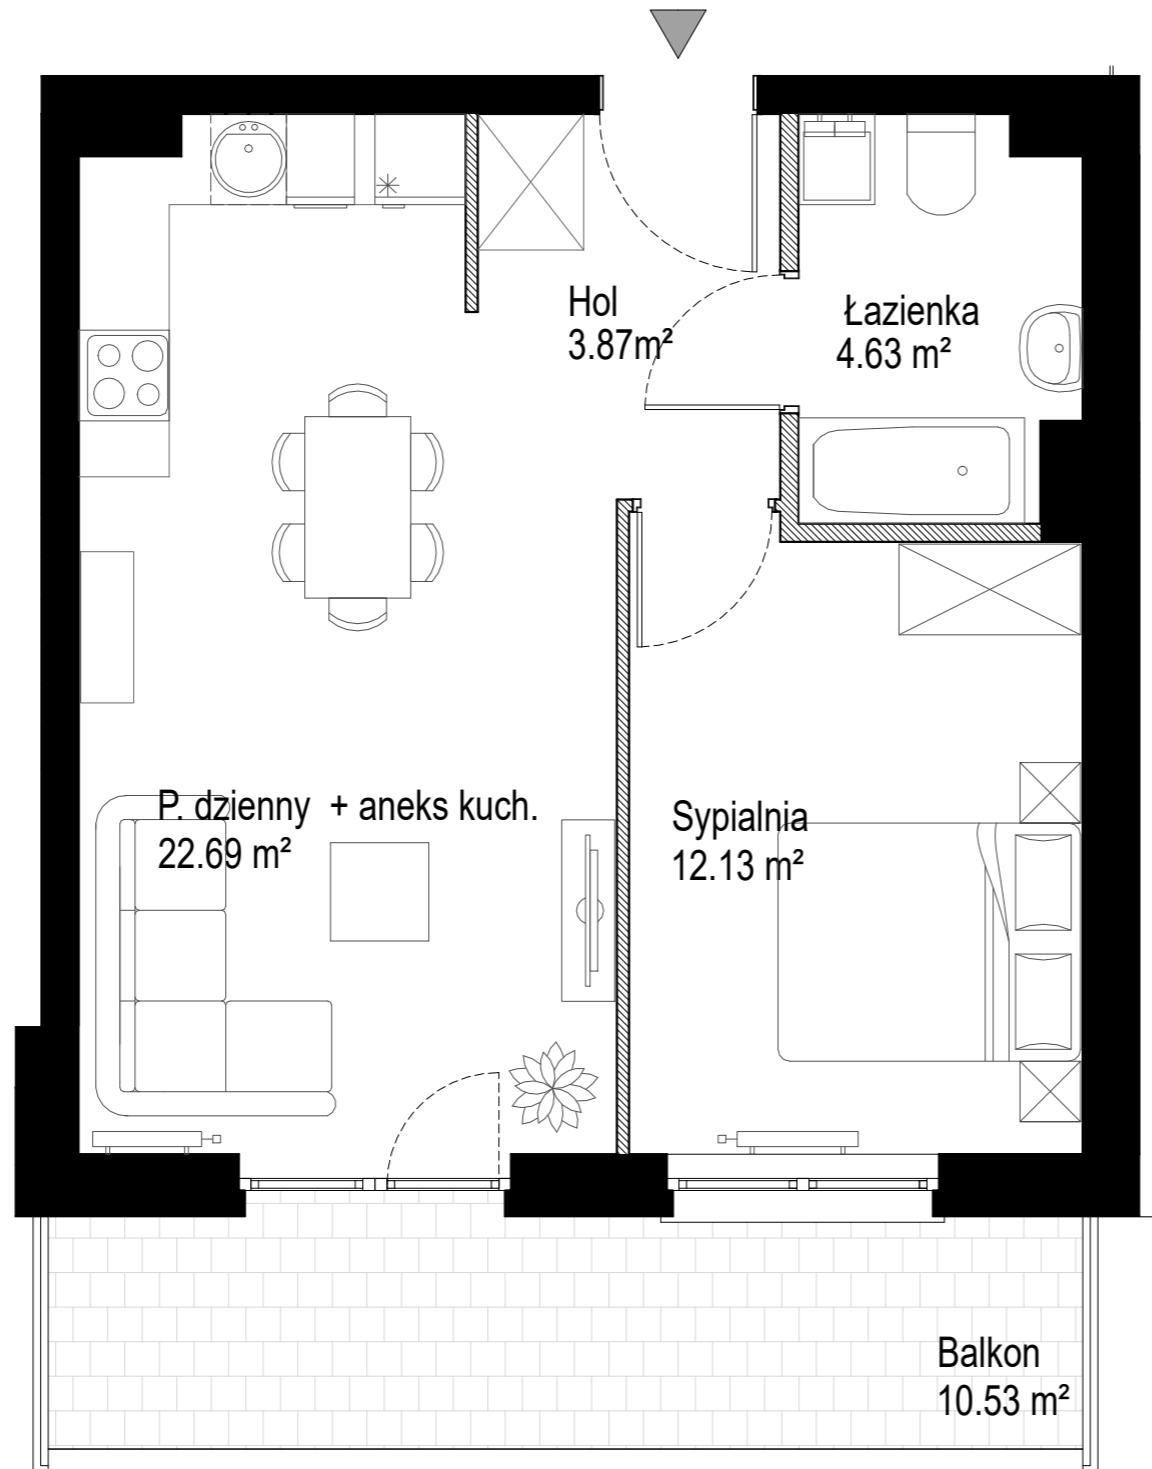 Hol
3.87m²
Łazienka
4.63 m²
P. dzienny + aneks kuch.
22.69 m²
Sypialnia
12.13 m²
Balkon
10.53 m²